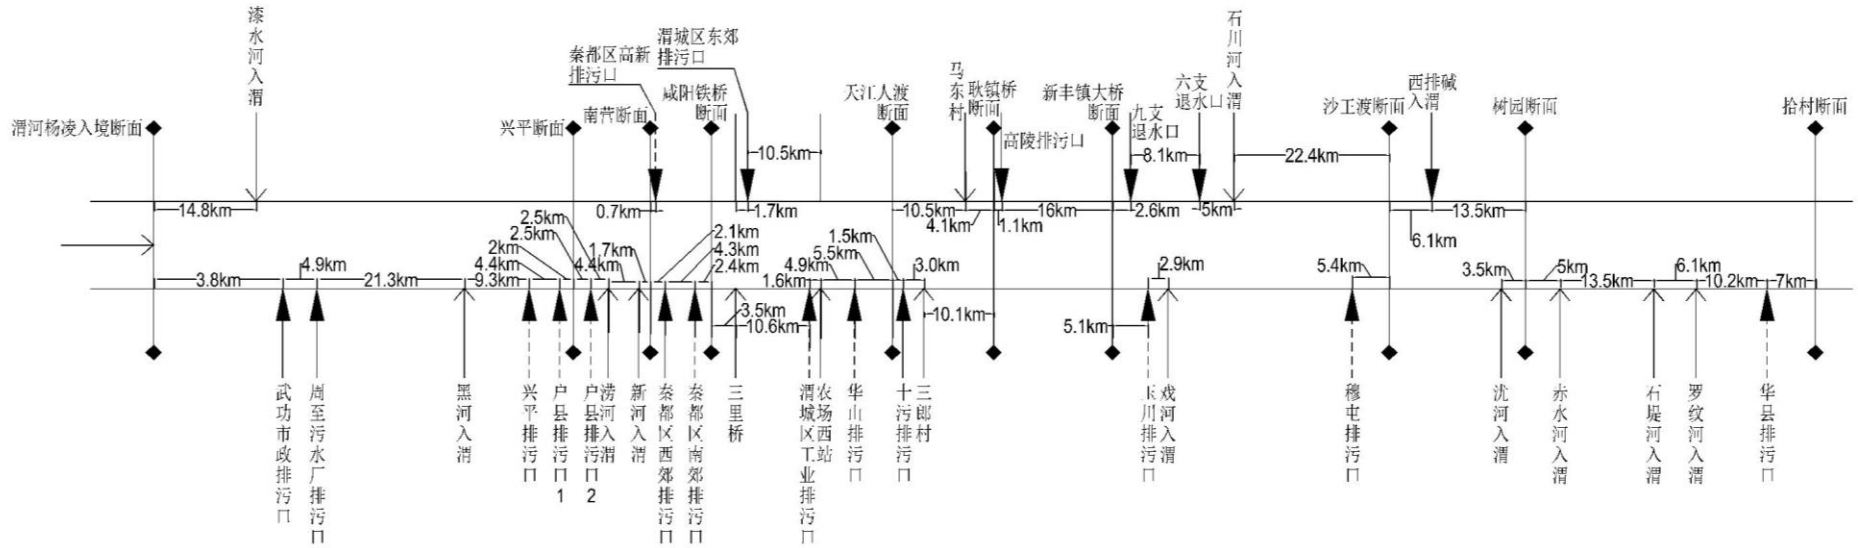 漆水河入渭
渭城区东郊
排污口
秦都区高新
排污口
石川河入渭
马东村
六支
退水口
西排碱
入渭
咸阳铁桥
断面
天江人渡
断面
耿镇桥
断面
新丰镇大桥
断面
九支
退水口
渭河杨凌入境断面
兴平断面
南营断面
沙王渡断面
树园断面
拾村断面
高陵排污口
10.5km
8.1km
22.4km
14.8km
0.7km
1.7km
10.5km
4.1km
1.1km
16km
2.6km
5km
6.1km
13.5km
3.8km
4.9km
21.3km
9.3km
4.4km
2km
2.5km
2.5km
4.4km
1.7km
2.1km
4.3km
2.4km
3.5km
10.6km
1.6km
4.9km
5.5km
1.5km
3.0km
10.1km
5.1km
2.9km
5.4km
3.5km
5km
13.5km
6.1km
10.2km
7km
武功市政排污口
周至污水厂排污口
黑河入渭
兴平排污口
户县排污口1
户县排污口2
涝河入渭
新河入渭
秦都区西郊排污口
秦都区南郊排污口
三里桥
渭城区工业排污口
农场西站
华山排污口
十污排污口
三郎村
玉川排污口
戏河入渭
穆屯排污口
沋河入渭
赤水河入渭
石堤河入渭
罗纹河入渭
华县排污口